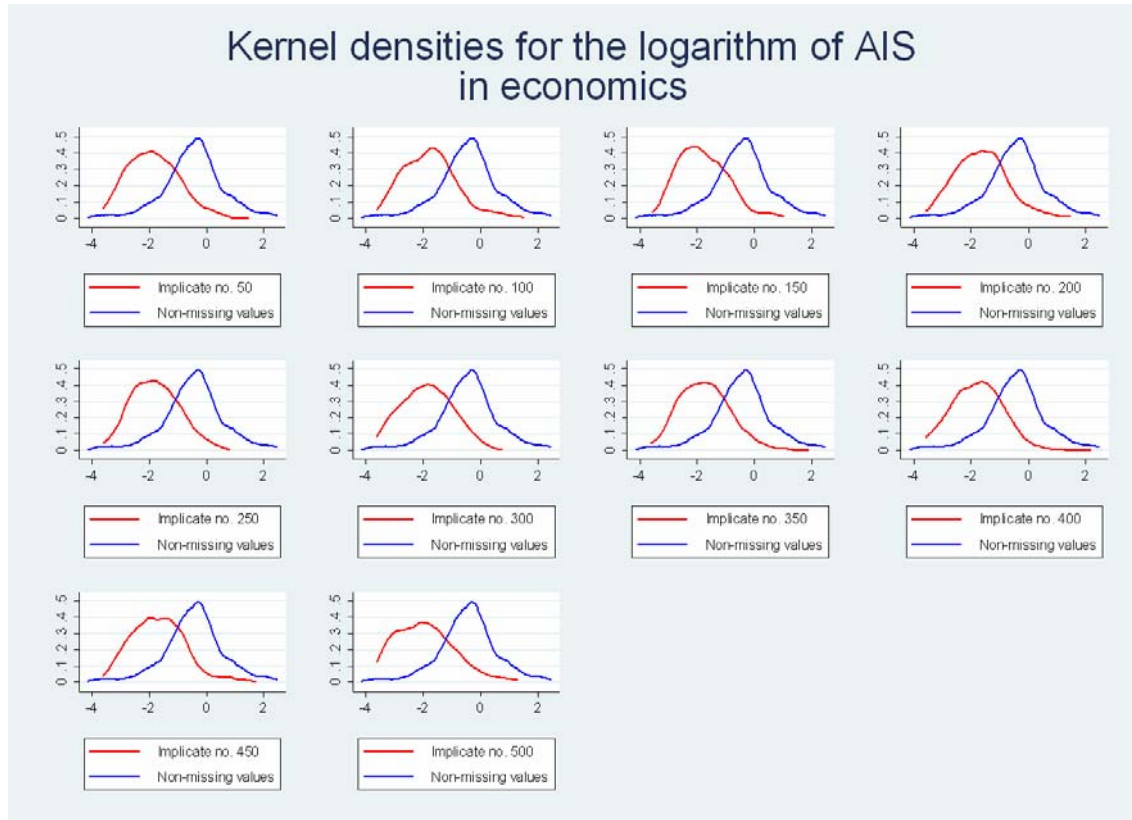 Kernel densities for the logarithm of AIS
in economics
0 .1 .2 .3 .4 .5
-4 -2 0 2
Implicate no. 50
Non-missing values
0 .1 .2 .3 .4 .5
-4 -2 0 2
Implicate no. 100
Non-missing values
0 .1 .2 .3 .4 .5
-4 -2 0 2
Implicate no. 150
Non-missing values
0 .1 .2 .3 .4 .5
-4 -2 0 2
Implicate no. 200
Non-missing values
0 .1 .2 .3 .4 .5
-4 -2 0 2
Implicate no. 250
Non-missing values
0 .1 .2 .3 .4 .5
-4 -2 0 2
Implicate no. 300
Non-missing values
0 .1 .2 .3 .4 .5
-4 -2 0 2
Implicate no. 350
Non-missing values
0 .1 .2 .3 .4 .5
-4 -2 0 2
Implicate no. 400
Non-missing values
0 .1 .2 .3 .4 .5
-4 -2 0 2
Implicate no. 450
Non-missing values
0 .1 .2 .3 .4 .5
-4 -2 0 2
Implicate no. 500
Non-missing values